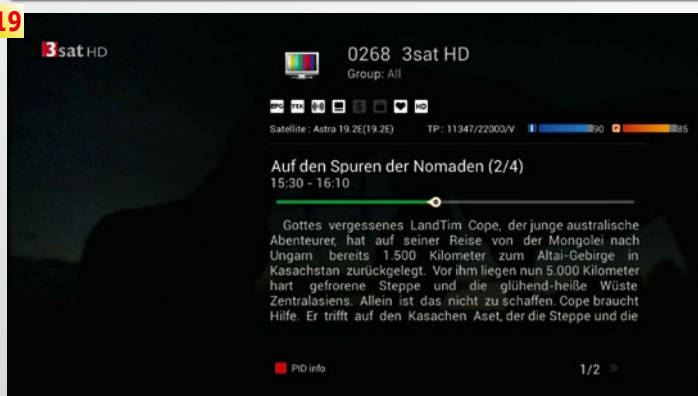 19
3sat HD
0268 3sat HD
Group: All
EPG TTX HD
Satellite : Astra 19.2E(19.2E) TP : 11347/22000/V I 90 Q 85
Auf den Spuren der Nomaden (2/4)
15:30 - 16:10
Gottes vergessenes LandTim Cope, der junge australische
Abenteurer, hat auf seiner Reise von der Mongolei nach
Ungarn bereits 1.500 Kilometer zum Altai-Gebirge in
Kasachstan zurückgelegt. Vor ihm liegen nun 5.000 Kilometer
hart gefrorene Steppe und die glühend-heiße Wüste
Zentralasiens. Allein ist das nicht zu schaffen. Cope braucht
Hilfe. Er trifft auf den Kasachen Aset, der die Steppe und die
PID info 1/2 »